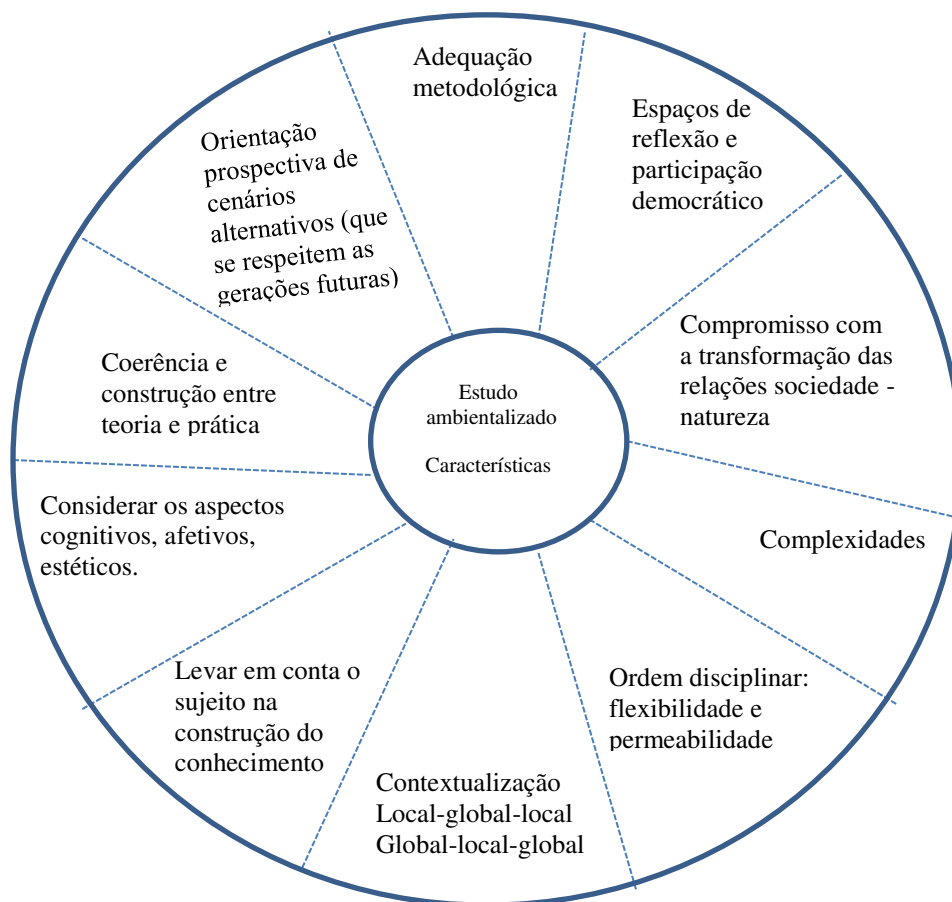 Adequação
metodológica
Espaços de
reflexão e
participação
democrático
Compromisso com
a transformação das
relações sociedade -
natureza
Complexidades
Ordem disciplinar:
flexibilidade e
permeabilidade
Contextualização
Local-global-local
Global-local-global
Levar em conta o
sujeito na
construção do
conhecimento
Considerar os aspectos
cognitivos, afetivos,
estéticos.
Coerência e
construção entre
teoria e prática
Orientação
prospectiva de
cenários
alternativos (que
se respeitem as
gerações futuras)
Estudo
ambientalizado
Características